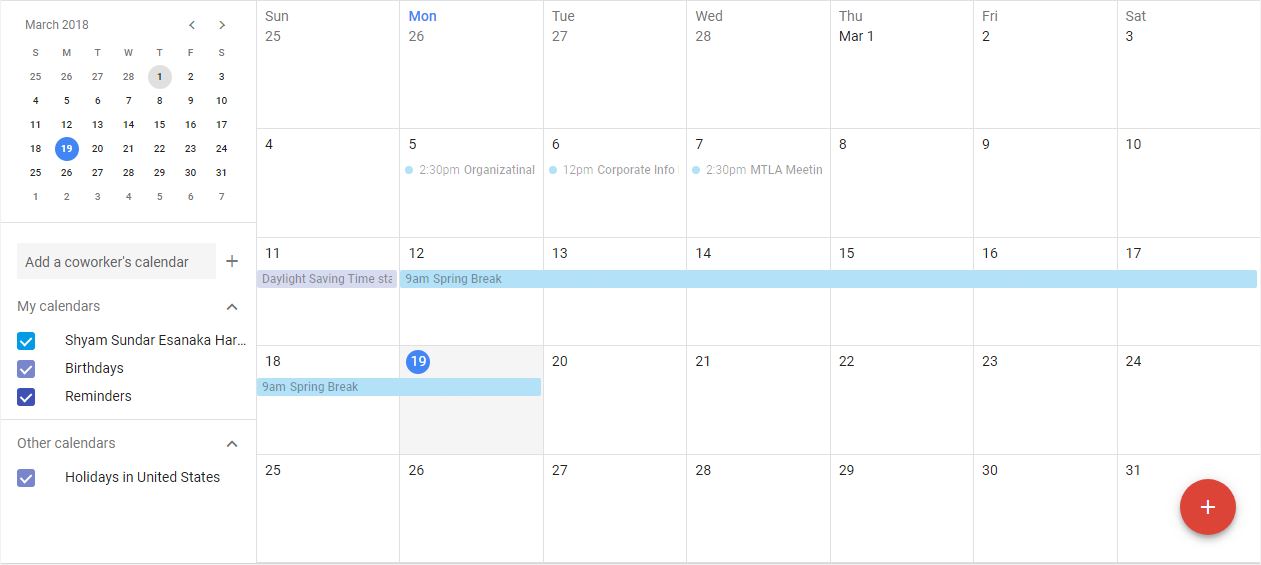 March 2018
S M T W T F S
25 26 27 28 1 2 3
4 5 6 7 8 9 10
11 12 13 14 15 16 17
18 19 20 21 22 23 24
25 26 27 28 29 30 31
1 2 3 4 5 6 7
Add a coworker's calendar +
My calendars
Shyam Sundar Esanaka Har...
Birthdays
Reminders
Other calendars
Holidays in United States
Sun Mon Tue Wed Thu Fri Sat
25 26 27 28 Mar 1 2 3
4 5 6 7 8 9 10
2:30pm Organizatinal 12pm Corporate Info 2:30pm MTLA Meetin
11 12 13 14 15 16 17
Daylight Saving Time sta 9am Spring Break
18 19 20 21 22 23 24
9am Spring Break
25 26 27 28 29 30 31
+